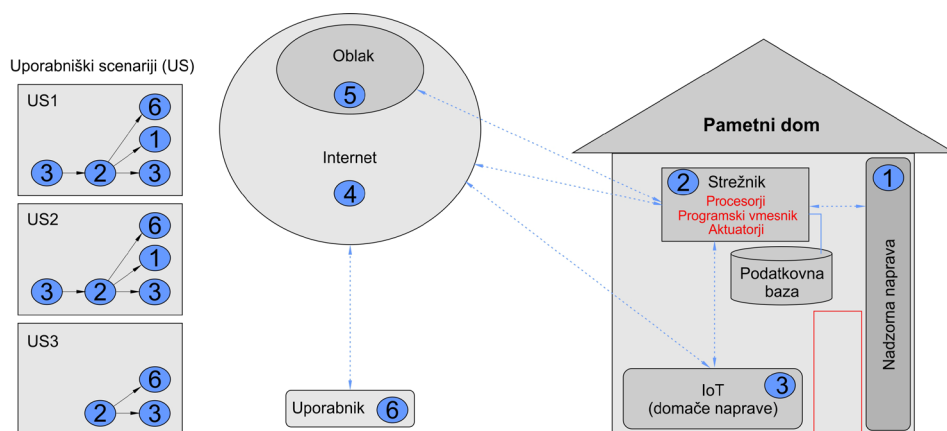 Uporabniški scenariji (US)
US1
6
1
3
2
3
US2
6
1
3
2
3
US3
6
2
3
Oblak
5
Internet
4
Uporabnik
6
Pametni dom
2
Strežnik
Procesorji
Programski vmesnik
Aktuatorji
1
Nadzorna naprava
Podatkovna
baza
IoT
3
(domače naprave)